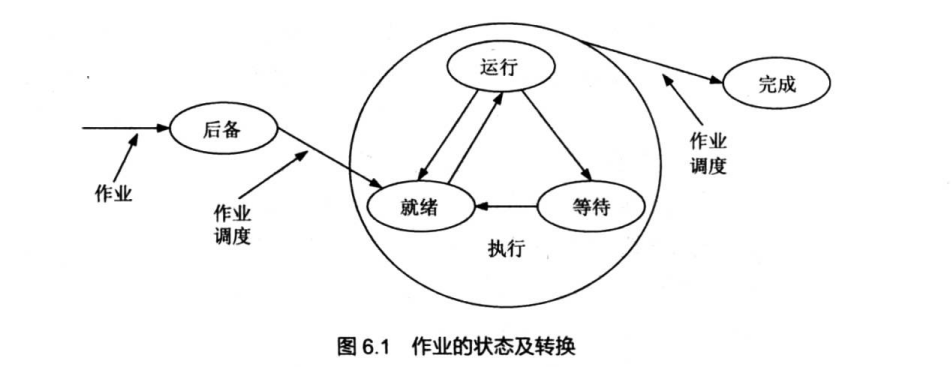 运行
完成
后备
作业
调度
作业
作业
调度
就绪
等待
执行
图 6.1 作业的状态及转换